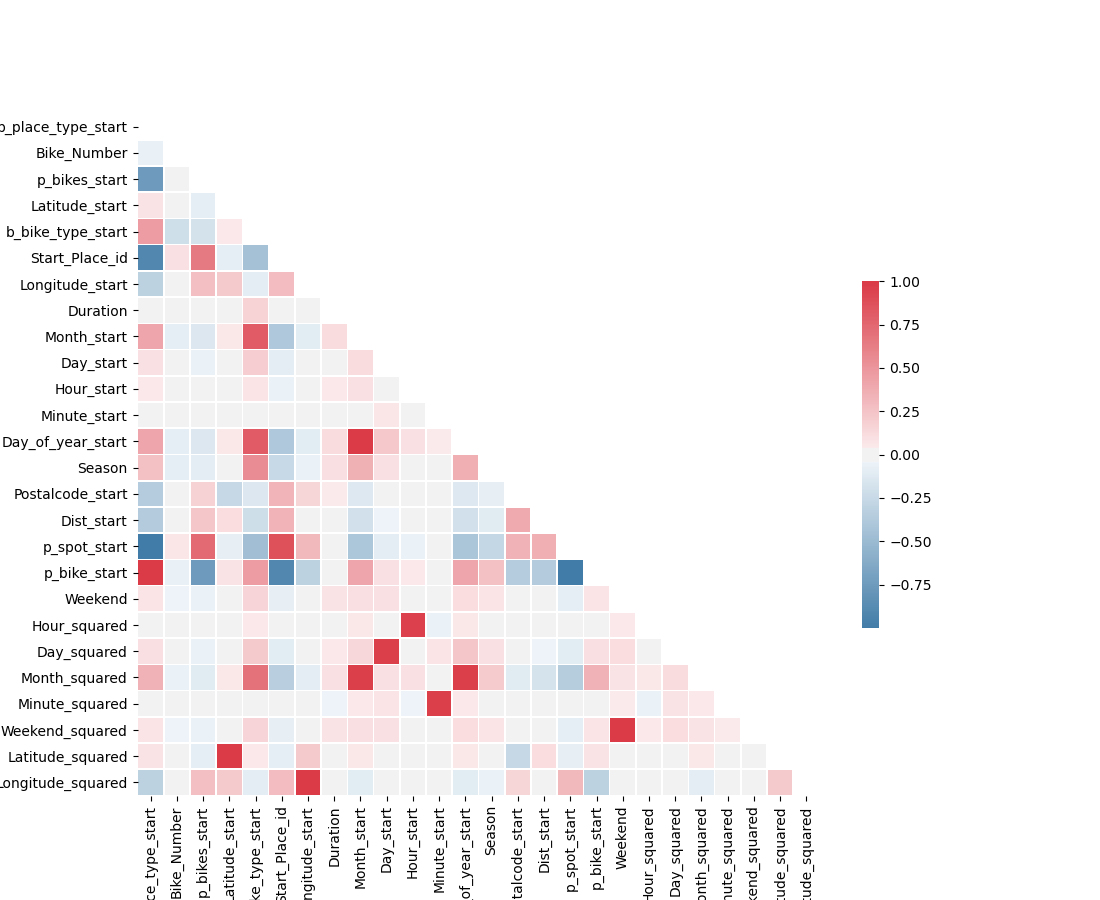 p_place_type_start
Bike_Number
p_bikes_start
Latitude_start
b_bike_type_start
Start_Place_id
Longitude_start
Duration
Month_start
Day_start
Hour_start
Minute_start
Day_of_year_start
Season
Postalcode_start
Dist_start
p_spot_start
p_bike_start
Weekend
Hour_squared
Day_squared
Month_squared
Minute_squared
Weekend_squared
Latitude_squared
Longitude_squared
1.00
0.75
0.50
0.25
0.00
−0.25
−0.50
−0.75
ce_type_start
Bike_Number
p_bikes_start
Latitude_start
ke_type_start
Start_Place_id
ngitude_start
Duration
Month_start
Day_start
Hour_start
Minute_start
of_year_start
Season
talcode_start
Dist_start
p_spot_start
p_bike_start
Weekend
Hour_squared
Day_squared
onth_squared
nute_squared
kend_squared
tude_squared
tude_squared